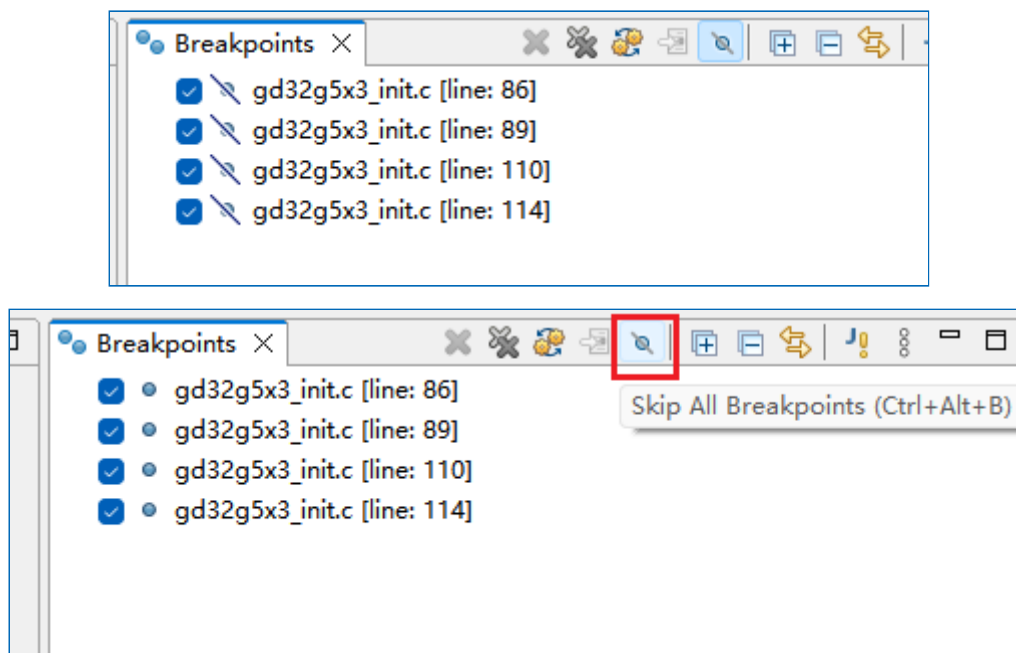 Breakpoints
gd32g5x3_init.c [line: 86]
gd32g5x3_init.c [line: 89]
gd32g5x3_init.c [line: 110]
gd32g5x3_init.c [line: 114]
Breakpoints
gd32g5x3_init.c [line: 86]
Skip All Breakpoints (Ctrl+Alt+B)
gd32g5x3_init.c [line: 89]
gd32g5x3_init.c [line: 110]
gd32g5x3_init.c [line: 114]